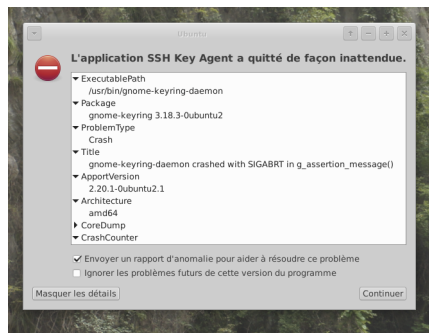 Ubuntu
L'application SSH Key Agent a quitté de façon inattendue.
ExecutablePath
/usr/bin/gnome-keyring-daemon
Package
gnome-keyring 3.18.3-0ubuntu2
ProblemType
Crash
Title
gnome-keyring-daemon crashed with SIGABRT in g_assertion_message()
ApportVersion
2.20.1-0ubuntu2.1
Architecture
amd64
CoreDump
CrashCounter
Envoyer un rapport d'anomalie pour aider à résoudre ce problème
Ignorer les problèmes futurs de cette version du programme
Masquer les détails
Continuer